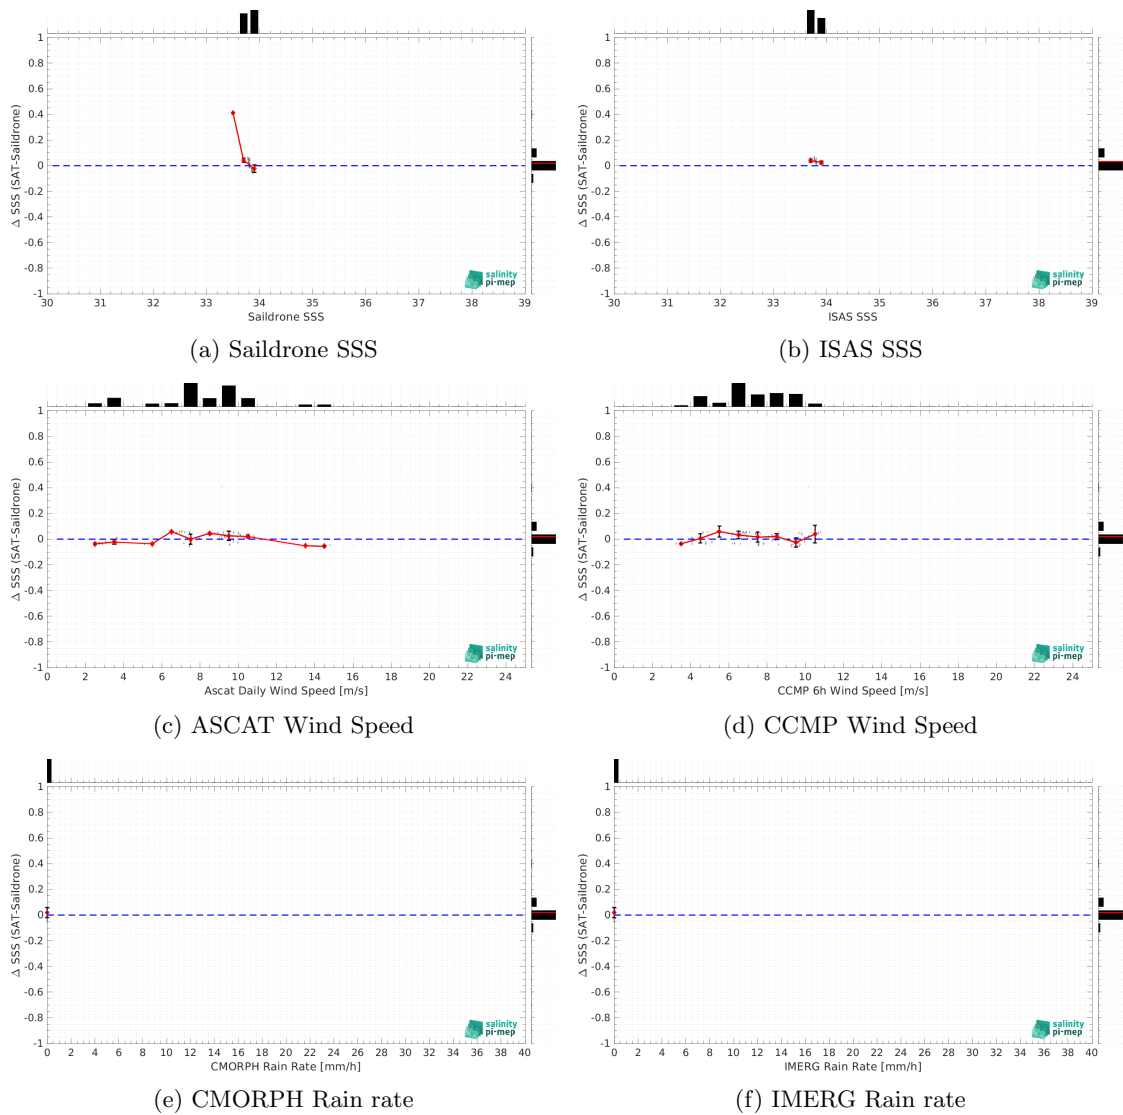 1
0.8
0.6
0.4
0.2
0
-0.2
-0.4
-0.6
-0.8
-1
Δ SSS (SAT-Saildrone)
30 31 32 33 34 35 36 37 38 39
Saildrone SSS
salinity
pi-mep
(a) Saildrone SSS
1
0.8
0.6
0.4
0.2
0
-0.2
-0.4
-0.6
-0.8
-1
Δ SSS (SAT-Saildrone)
30 31 32 33 34 35 36 37 38 39
ISAS SSS
salinity
pi-mep
(b) ISAS SSS
1
0.8
0.6
0.4
0.2
0
-0.2
-0.4
-0.6
-0.8
-1
Δ SSS (SAT-Saildrone)
0 2 4 6 8 10 12 14 16 18 20 22 24
Ascat Daily Wind Speed [m/s]
salinity
pi-mep
(c) ASCAT Wind Speed
1
0.8
0.6
0.4
0.2
0
-0.2
-0.4
-0.6
-0.8
-1
Δ SSS (SAT-Saildrone)
0 2 4 6 8 10 12 14 16 18 20 22 24
CCMP 6h Wind Speed [m/s]
salinity
pi-mep
(d) CCMP Wind Speed
1
0.8
0.6
0.4
0.2
0
-0.2
-0.4
-0.6
-0.8
-1
Δ SSS (SAT-Saildrone)
0 2 4 6 8 10 12 14 16 18 20 22 24 26 28 30 32 34 36 38 40
CMORPH Rain Rate [mm/h]
salinity
pi-mep
(e) CMORPH Rain rate
1
0.8
0.6
0.4
0.2
0
-0.2
-0.4
-0.6
-0.8
-1
Δ SSS (SAT-Saildrone)
0 2 4 6 8 10 12 14 16 18 20 22 24 26 28 30 32 34 36 38 40
IMERG Rain Rate [mm/h]
salinity
pi-mep
(f) IMERG Rain rate